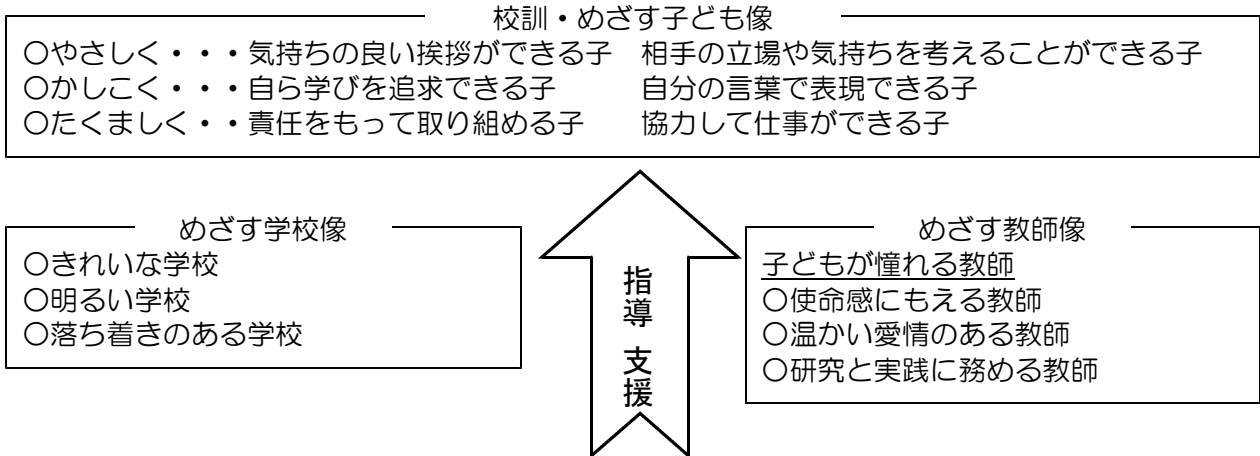 校訓・めざす子ども像
○やさしく・・・気持ちの良い挨拶ができる子　相手の立場や気持ちを考えることができる子
○かしこく・・・自ら学びを追求できる子　自分の言葉で表現できる子
○たくましく・・責任をもって取り組める子　協力して仕事ができる子
めざす学校像
○きれいな学校
○明るい学校
○落ち着きのある学校
指導 支援
めざす教師像
子どもが憧れる教師
○使命感にもえる教師
○温かい愛情のある教師
○研究と実践に務める教師